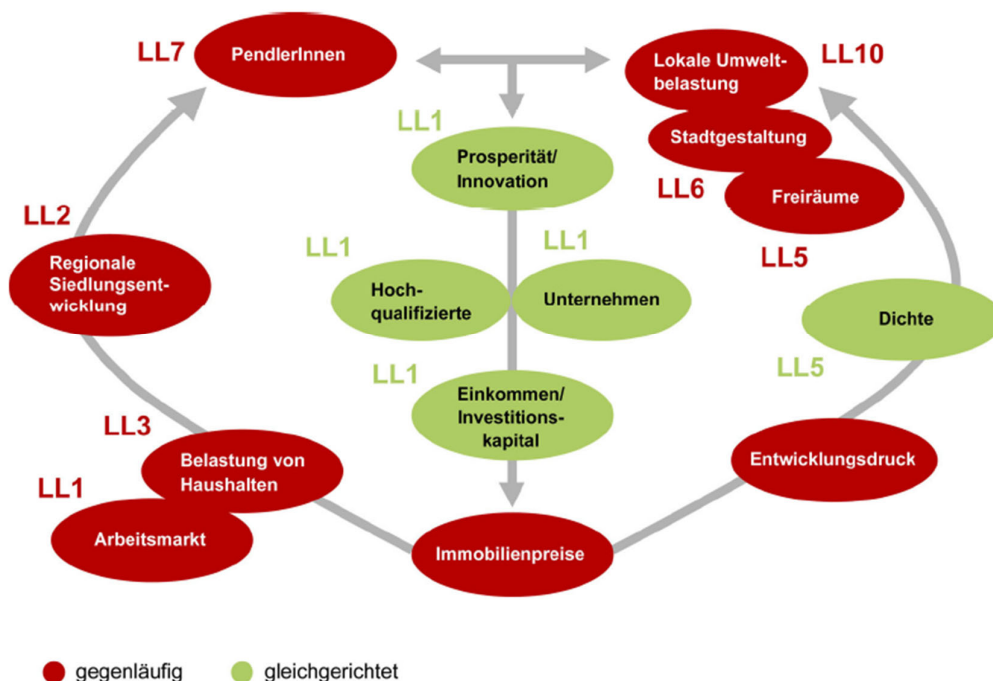 LL7
PendlerInnen
Lokale Umwelt-
belastung
LL10
LL1
Stadtgestaltung
Prosperität/
Innovation
LL6
Freiräume
LL2
LL1
LL1
LL5
Regionale
Siedlungsent-
wicklung
Hoch-
qualifizierte
Unternehmen
Dichte
LL1
LL5
Einkommen/
Investitions-
kapital
LL3
Belastung von
Haushalten
Entwicklungsdruck
LL1
Arbeitsmarkt
Immobilienpreise
gegenläufig
gleichgerichtet